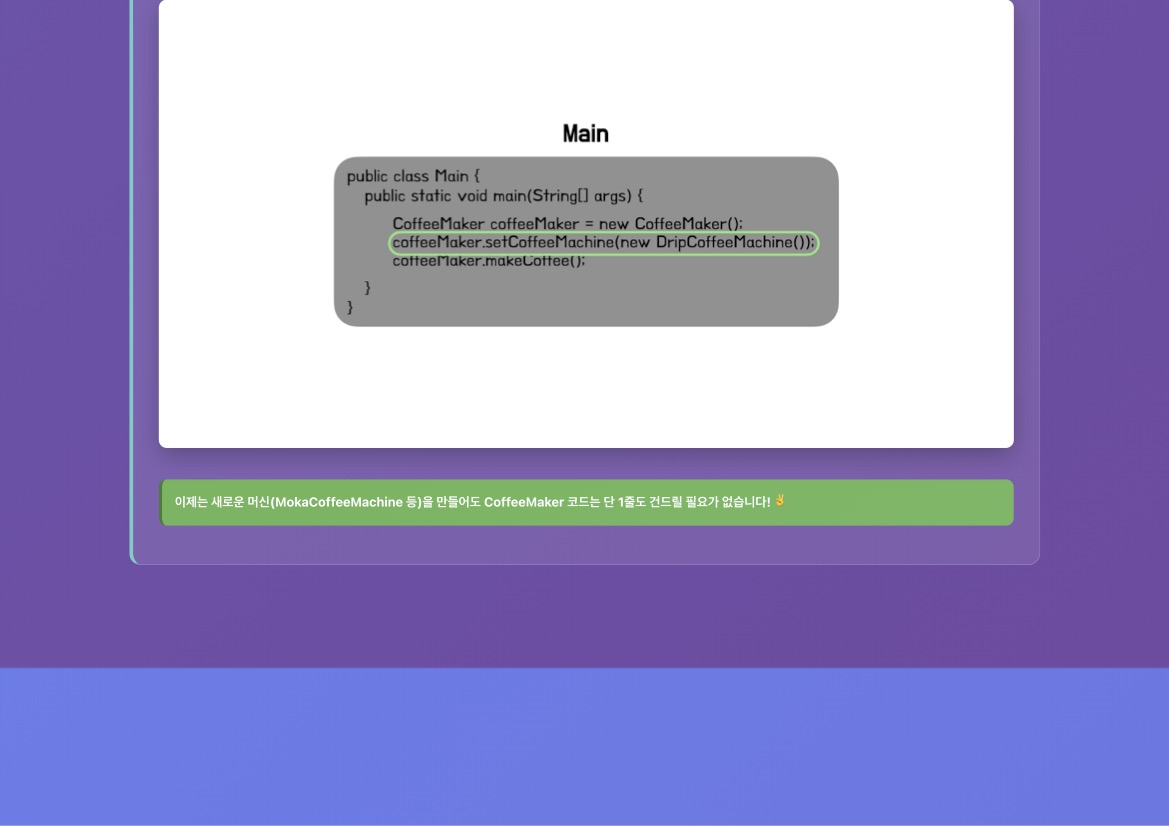 Main
public class Main {
public static void main(String[] args) {
CoffeeMaker coffeeMaker = new CoffeeMaker();
coffeeMaker.setCoffeeMachine(new DripCoffeeMachine());
coffeeMaker.makeCoffee();
}
}
이제는 새로운 머신(MokaCoffeeMachine 등)을 만들어도 CoffeeMaker 코드는 단 1줄도 건드릴 필요가 없습니다! ✌️